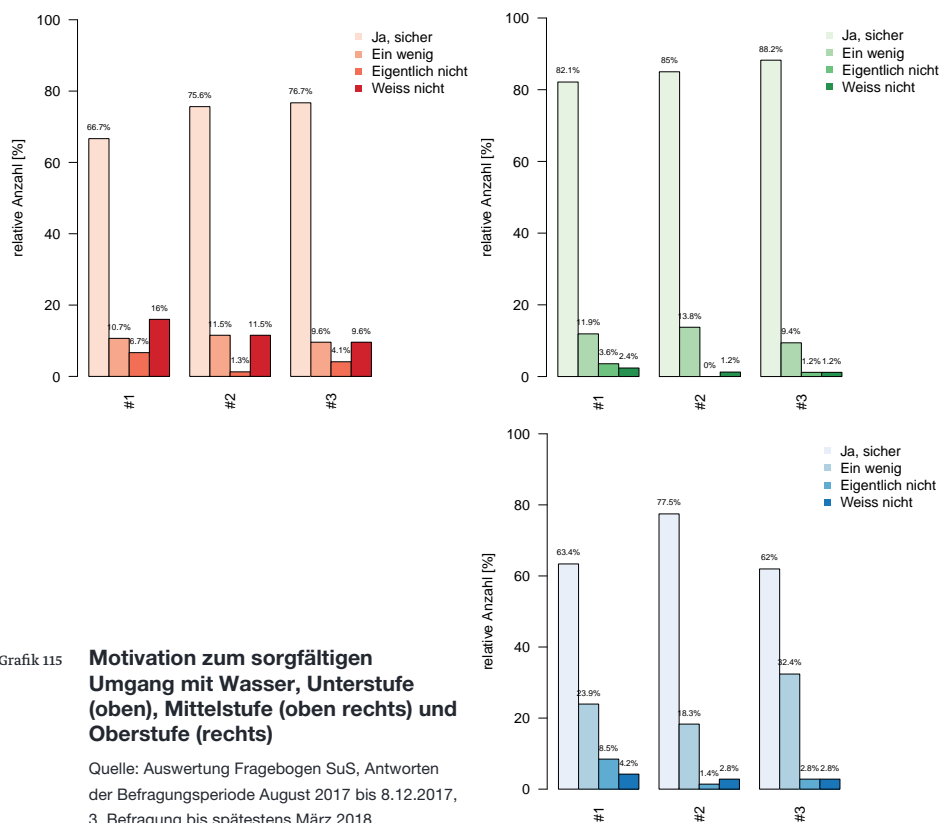 100
80
60
40
20
0
relative Anzahl [%]
Ja, sicher
Ein wenig
Eigentlich nicht
Weiss nicht
66.7%
10.7%
6.7%
16%
75.6%
11.5%
1.3%
11.5%
76.7%
9.6%
4.1%
9.6%
#1
#2
#3
100
80
60
40
20
0
relative Anzahl [%]
Ja, sicher
Ein wenig
Eigentlich nicht
Weiss nicht
82.1%
11.9%
3.6%
2.4%
85%
13.8%
0%
1.2%
88.2%
9.4%
1.2%
1.2%
#1
#2
#3
100
80
60
40
20
0
relative Anzahl [%]
Ja, sicher
Ein wenig
Eigentlich nicht
Weiss nicht
63.4%
23.9%
8.5%
4.2%
77.5%
18.3%
1.4%
2.8%
62%
32.4%
2.8%
2.8%
#1
#2
#3
Grafik 115
Motivation zum sorgfältigen
Umgang mit Wasser, Unterstufe
(oben), Mittelstufe (oben rechts) und
Oberstufe (rechts)
Quelle: Auswertung Fragebogen SuS, Antworten
der Befragungsperiode August 2017 bis 8.12.2017,
3. Befragung bis spätestens März 2018